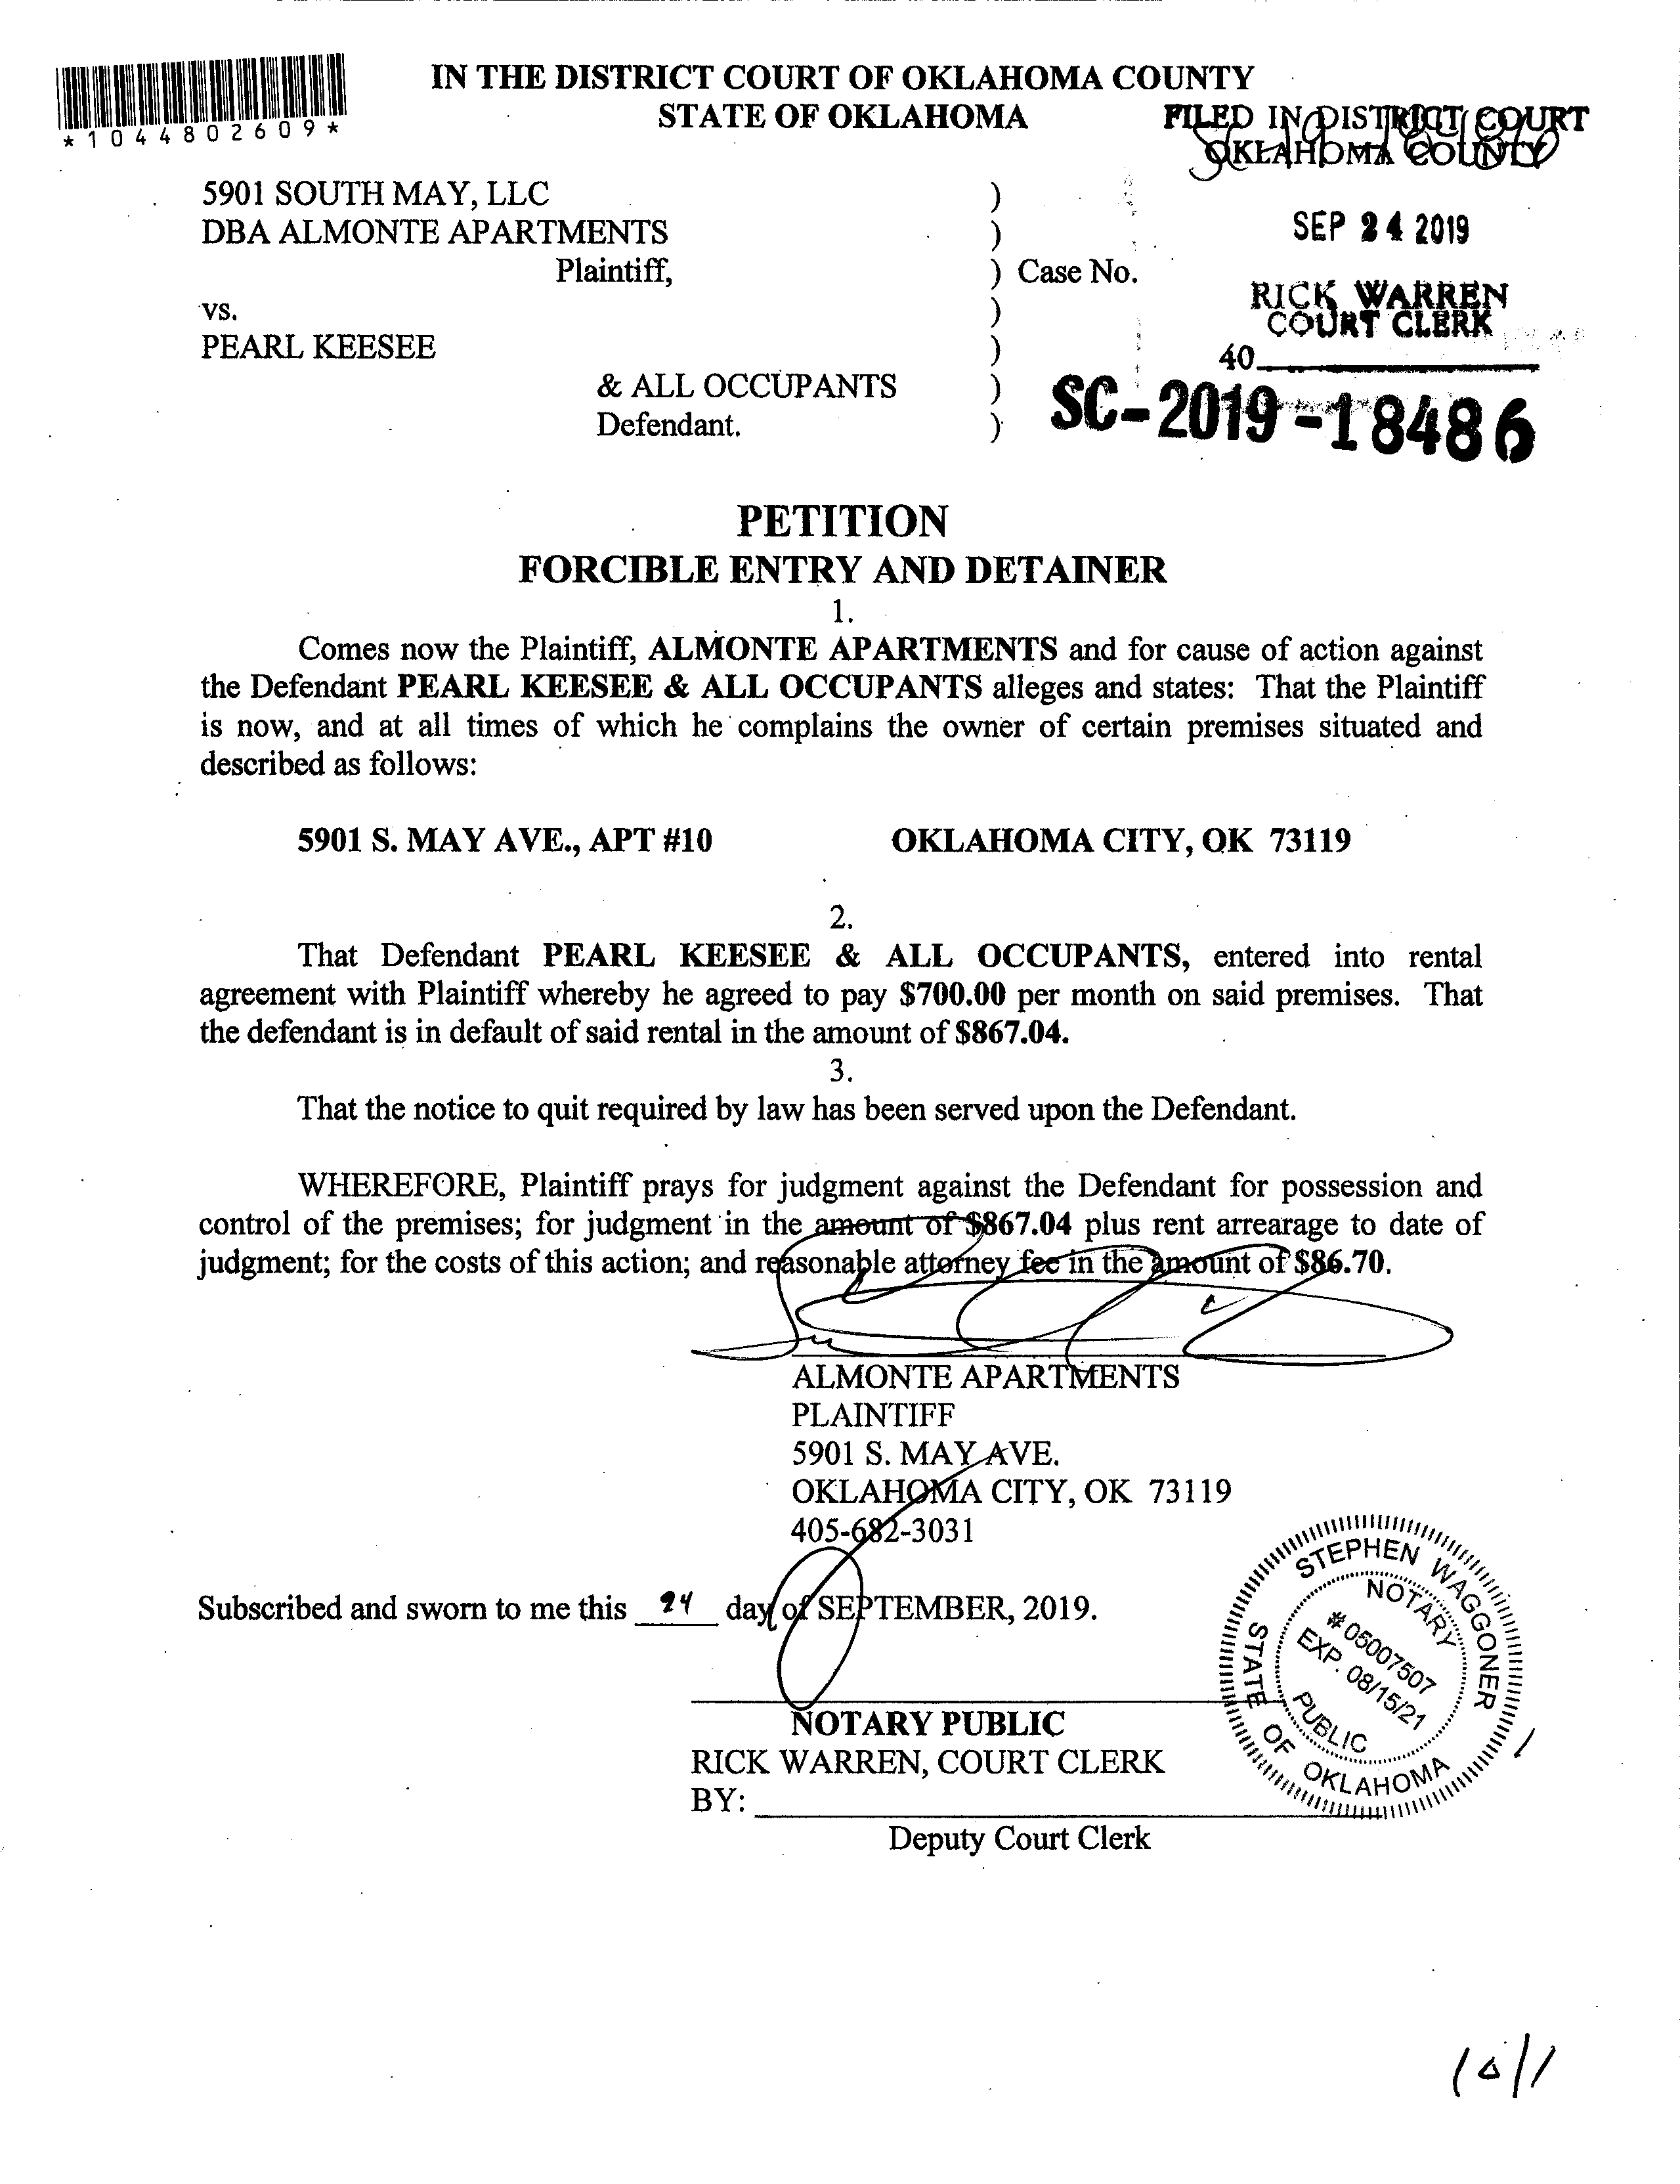 IN THE DISTRICT COURT OF OKLAHOMA COUNTY
STATE OF OKLAHOMA
*1044802609*
FILED IN DISTRICT COURT
OKLAHOMA COUNTY
5901 SOUTH MAY, LLC )
DBA ALMONTE APARTMENTS )
SEP 24 2019
Plaintiff, ) Case No.
RICK WARREN
COURT CLERK
vs. )
PEARL KEESEE )
40
& ALL OCCUPANTS )
Defendant. )
SC-2019-18486
PETITION
FORCIBLE ENTRY AND DETAINER
1.
Comes now the Plaintiff, ALMONTE APARTMENTS and for cause of action against
the Defendant PEARL KEESEE & ALL OCCUPANTS alleges and states: That the Plaintiff
is now, and at all times of which he complains the owner of certain premises situated and
described as follows:
5901 S. MAY AVE., APT #10 OKLAHOMA CITY, OK 73119
2.
That Defendant PEARL KEESEE & ALL OCCUPANTS, entered into rental
agreement with Plaintiff whereby he agreed to pay $700.00 per month on said premises. That
the defendant is in default of said rental in the amount of $867.04.
3.
That the notice to quit required by law has been served upon the Defendant.
WHEREFORE, Plaintiff prays for judgment against the Defendant for possession and
control of the premises; for judgment in the amount of $867.04 plus rent arrearage to date of
judgment; for the costs of this action; and reasonable attorney fee in the amount of $86.70.
ALMONTE APARTMENTS
PLAINTIFF
5901 S. MAY AVE.
OKLAHOMA CITY, OK 73119
405-682-3031
Subscribed and sworn to me this 24 day of SEPTEMBER, 2019.
STEPHEN WAGGONER
NOTARY
# 05007507
EXP. 08/15/21
PUBLIC
STATE OF OKLAHOMA
NOTARY PUBLIC
RICK WARREN, COURT CLERK
BY:
Deputy Court Clerk